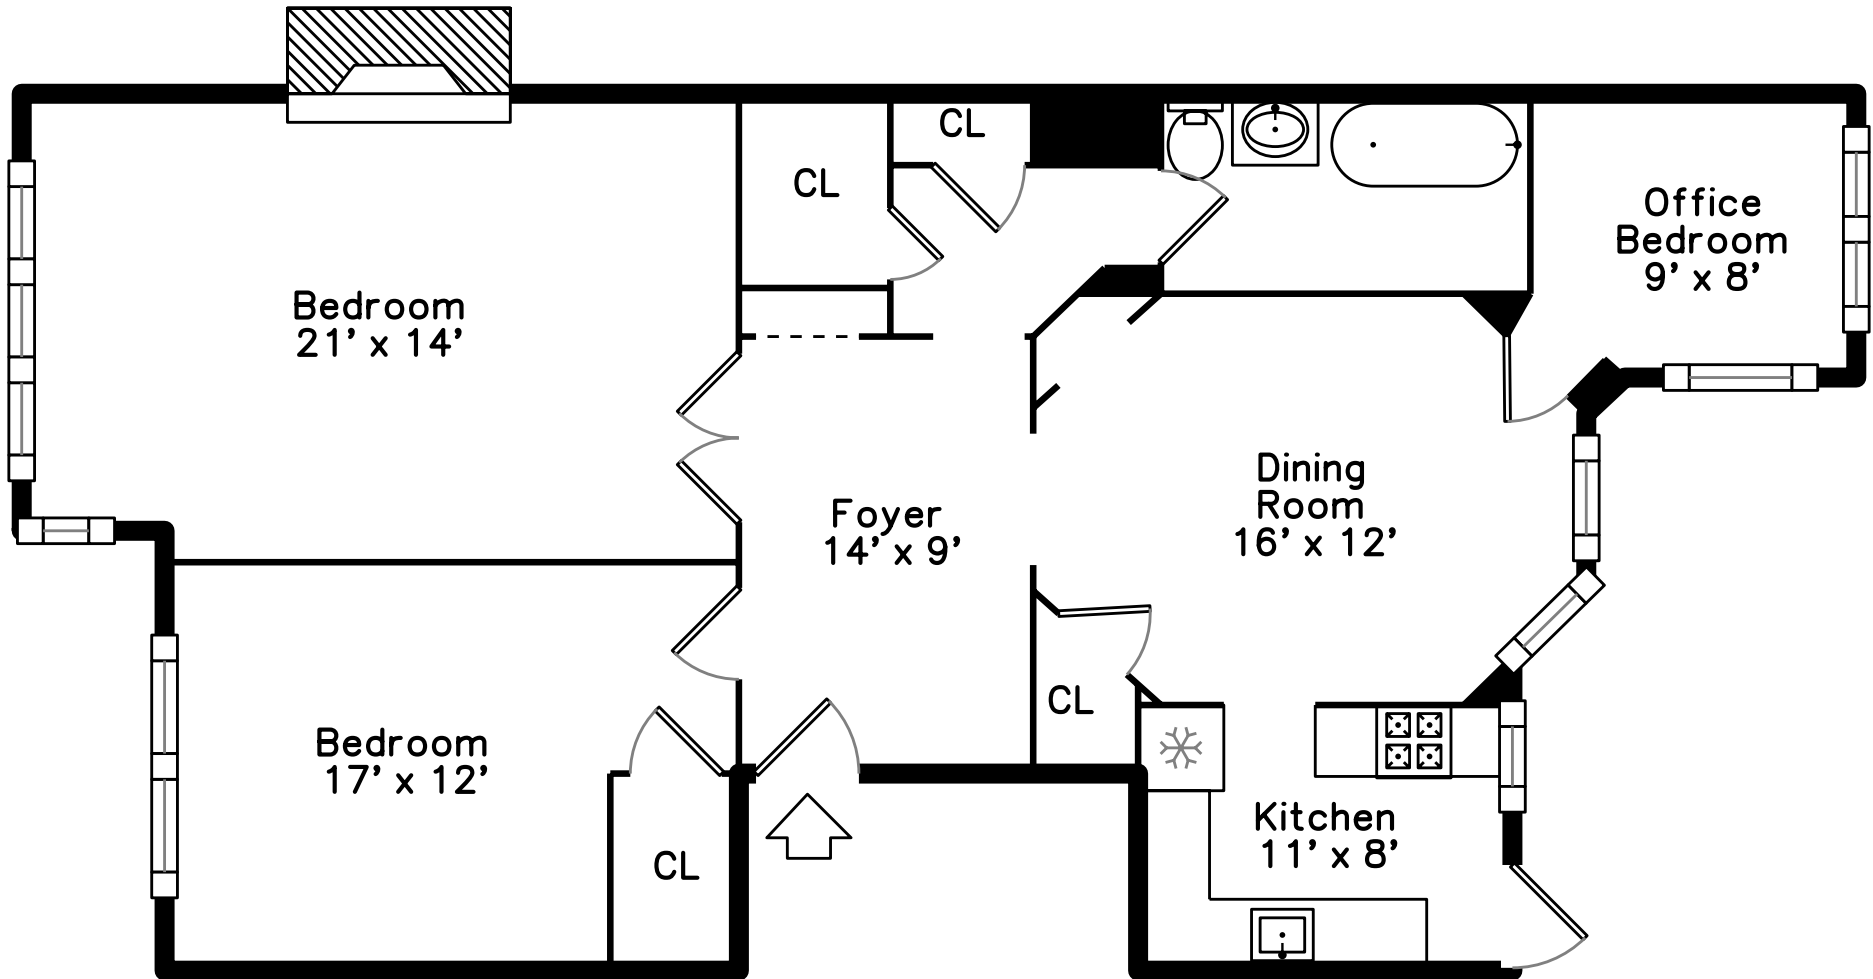 CL
CL
Office
Bedroom
9’ x 8’
Bedroom
21’ x 14’
Dining
Room
16’ x 12’
Foyer
14’ x 9’
CL
Bedroom
17’ x 12’
Kitchen
11’ x 8’
CL